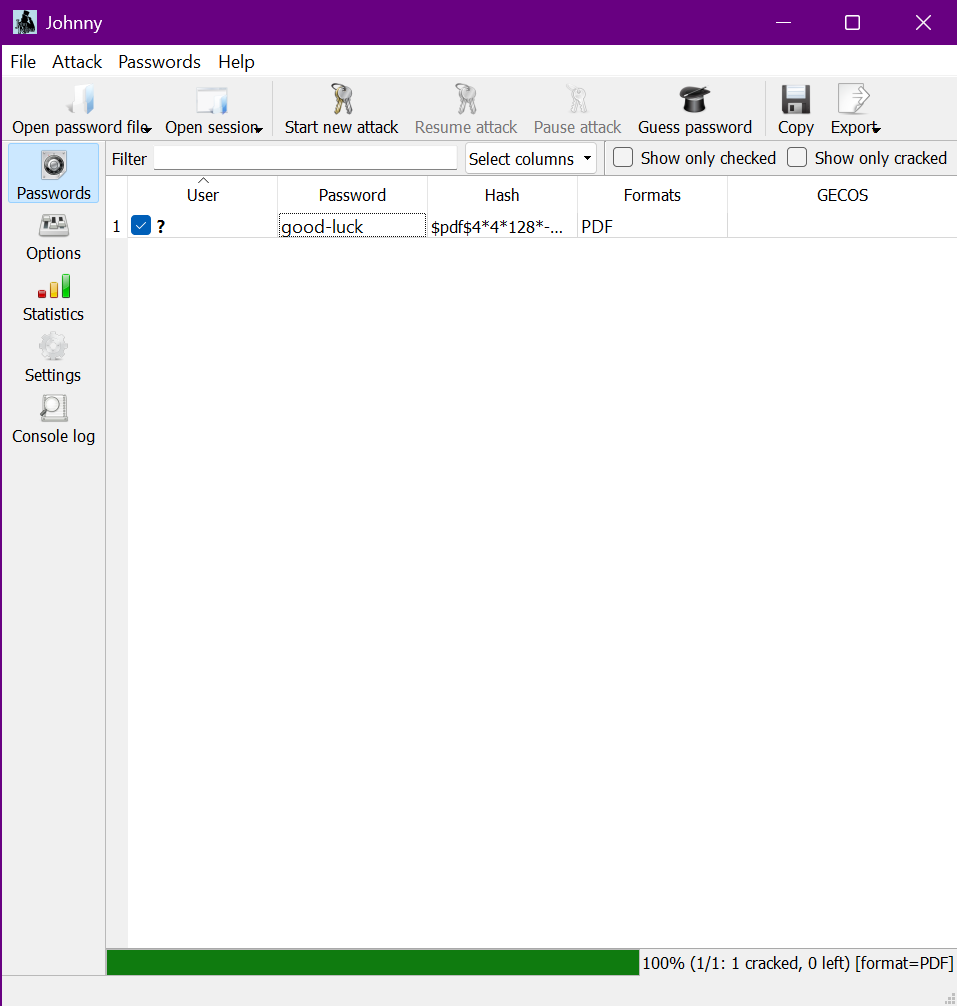 Johnny
File Attack Passwords Help
Open password file Open session Start new attack Resume attack Pause attack Guess password Copy Export
Passwords
Options
Statistics
Settings
Console log
Filter Select columns Show only checked Show only cracked
User Password Hash Formats GECOS
1 ? good-luck $pdf$4*4*128*-... PDF
100% (1/1: 1 cracked, 0 left) [format=PDF]